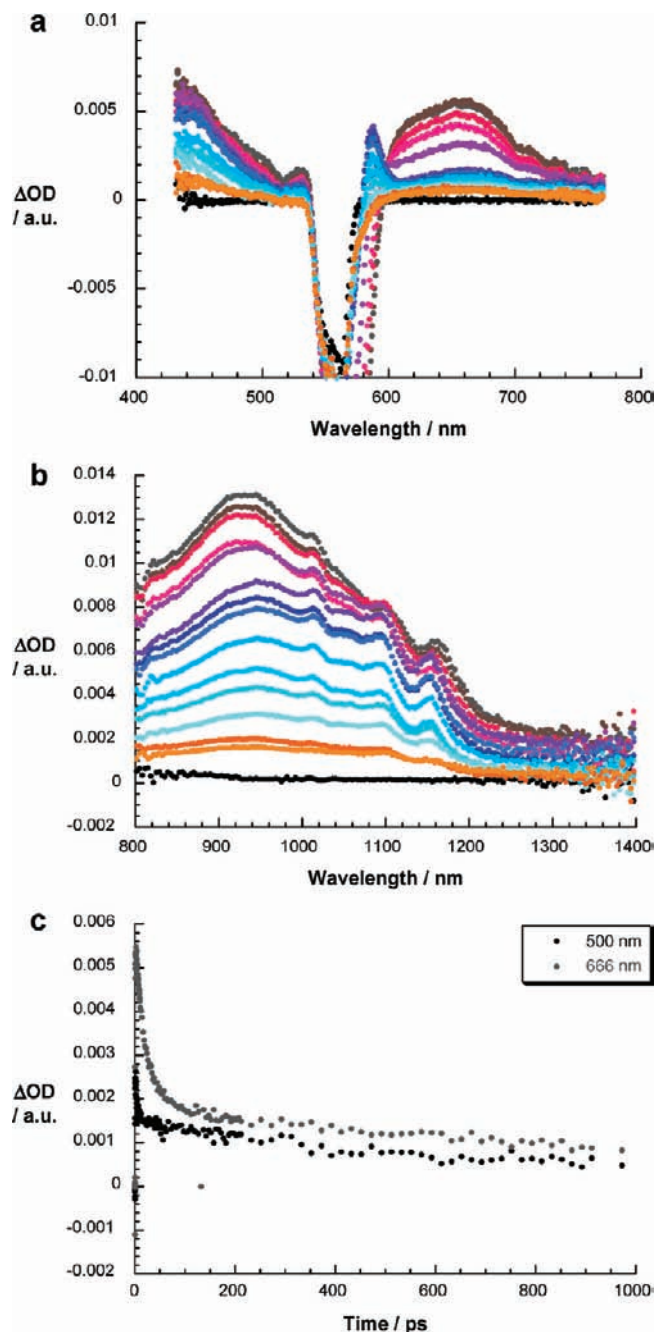 a
0.01
0.005
ΔOD
/ a.u.
0
-0.005
-0.01
400 500 600 700 800
Wavelength / nm
b
0.014
0.012
0.01
0.008
ΔOD
/ a.u.
0.006
0.004
0.002
0
-0.002
800 900 1000 1100 1200 1300 1400
Wavelength / nm
c
0.006
500 nm
0.005
666 nm
0.004
0.003
ΔOD
/ a.u.
0.002
0.001
0
-0.001
-0.002
0 200 400 600 800 1000
Time / ps